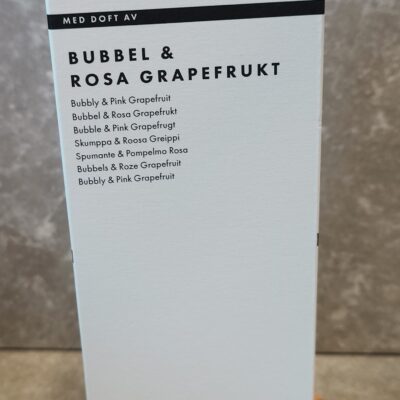 MED DOFT AV
BUBBEL &
ROSA GRAPEFRUKT
Bubbly & Pink Grapefruit
Bubbel & Rosa Grapefrukt
Bubble & Pink Grapefrugt
Skumppa & Roosa Greippi
Spumante & Pompelmo Rosa
Bubbels & Roze Grapefruit
Bubbly & Pink Grapefruit